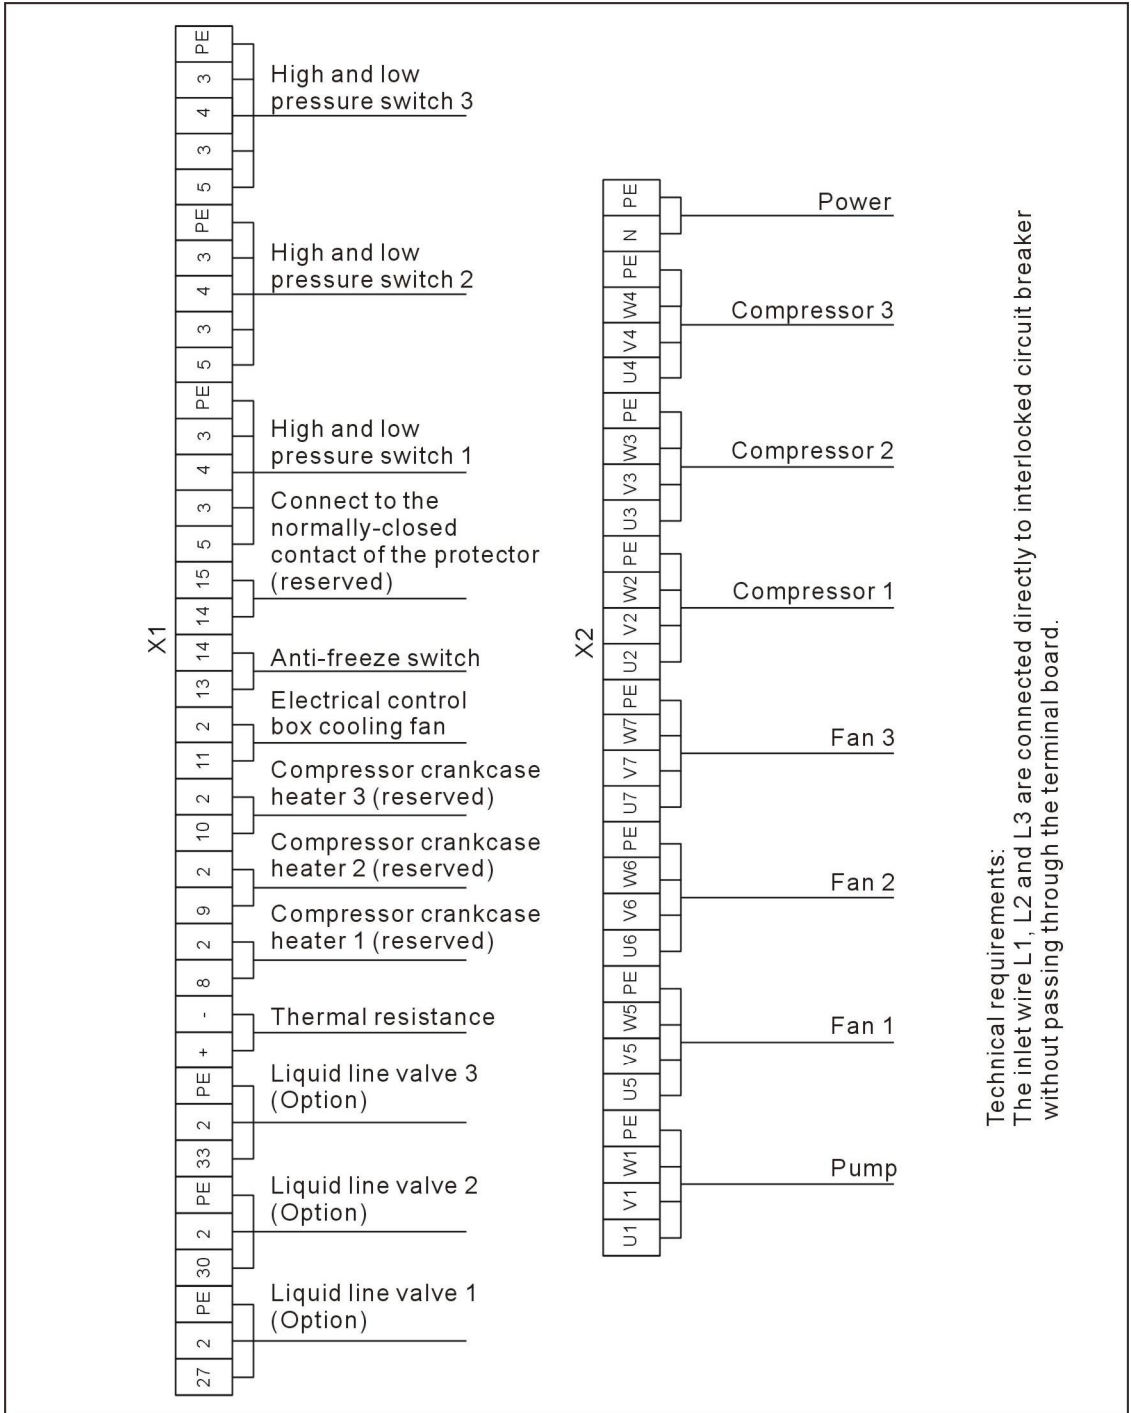 X1
PE
3
High and low
pressure switch 3
4
3
5
PE
3
High and low
pressure switch 2
4
3
5
PE
3
High and low
pressure switch 1
4
3
5
Connect to the
normally-closed
contact of the protector
(reserved)
15
14
14
13
Anti-freeze switch
2
11
Electrical control
box cooling fan
2
10
Compressor crankcase
heater 3 (reserved)
2
9
Compressor crankcase
heater 2 (reserved)
2
8
Compressor crankcase
heater 1 (reserved)
-
+
Thermal resistance
PE
2
33
Liquid line valve 3
(Option)
PE
2
30
Liquid line valve 2
(Option)
PE
2
27
Liquid line valve 1
(Option)
X2
PE
N
Power
PE
W4
V4
U4
Compressor 3
PE
W3
V3
U3
Compressor 2
PE
W2
V2
U2
Compressor 1
PE
W7
V7
U7
Fan 3
PE
W6
V6
U6
Fan 2
PE
W5
V5
U5
Fan 1
PE
W1
V1
U1
Pump
Technical requirements:
The inlet wire L1, L2 and L3 are connected directly to interlocked circuit breaker
without passing through the terminal board.